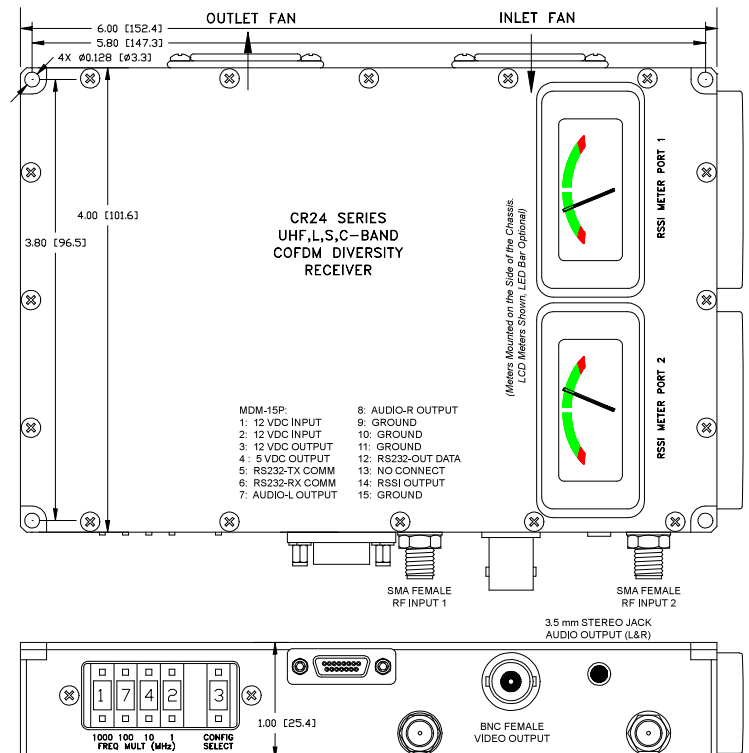 OUTLET FAN
INLET FAN
6.00 [152.4]
5.80 [147.3]
4X Ø0.128 [Ø3.3]
4.00 [101.6]
3.80 [96.5]
CR24 SERIES
UHF,L,S,C-BAND
COFDM DIVERSITY
RECEIVER
(Meters Mounted on the Side of the Chassis.
LCD Meters Shown, LED Bar Optional)
RSSI METER PORT 1
RSSI METER PORT 2
MDM-15P:
1: 12 VDC INPUT
2: 12 VDC INPUT
3: 12 VDC OUTPUT
4 : 5 VDC OUTPUT
5: RS232-TX COMM
6: RS232-RX COMM
7: AUDIO-L OUTPUT
8: AUDIO-R OUTPUT
9: GROUND
10: GROUND
11: GROUND
12: RS232-OUT DATA
13: NO CONNECT
14: RSSI OUTPUT
15: GROUND
SMA FEMALE
RF INPUT 1
SMA FEMALE
RF INPUT 2
3.5 mm STEREO JACK
AUDIO OUTPUT (L&R)
1 7 4 2 3
1000 100 10 1
FREQ MULT (MHz)
CONFIG
SELECT
1.00 [25.4]
BNC FEMALE
VIDEO OUTPUT